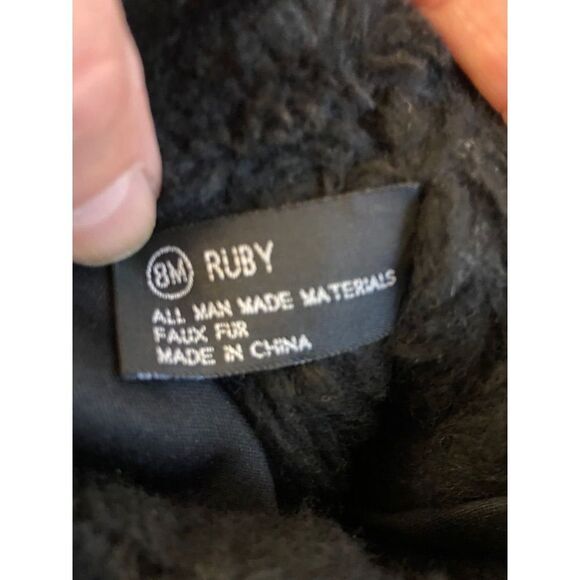 8M RUBY
ALL MAN MADE MATERIALS
FAUX FUR
MADE IN CHINA